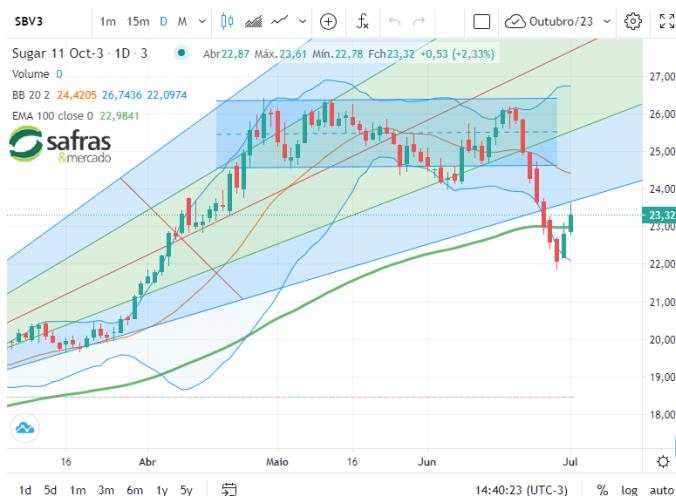 SBV3 1m 15m D M Outubro/23
Sugar 11 Oct-3 · 1D · 3 Abr22,87 Máx.23,61 Mín.22,78 Fch23,32 +0,53 (+2,33%)
Volume 0
BB 20 2 24,4205 26,7436 22,0974
EMA 100 close 0 22,9841
safras
&mercado
27,00
26,00
25,00
24,00
23,32
23,00
22,00
21,00
20,00
19,00
18,00
16 Abr Maio 16 Jun Jul
1d 5d 1m 3m 6m 1y 5y 14:40:23 (UTC-3) % log auto